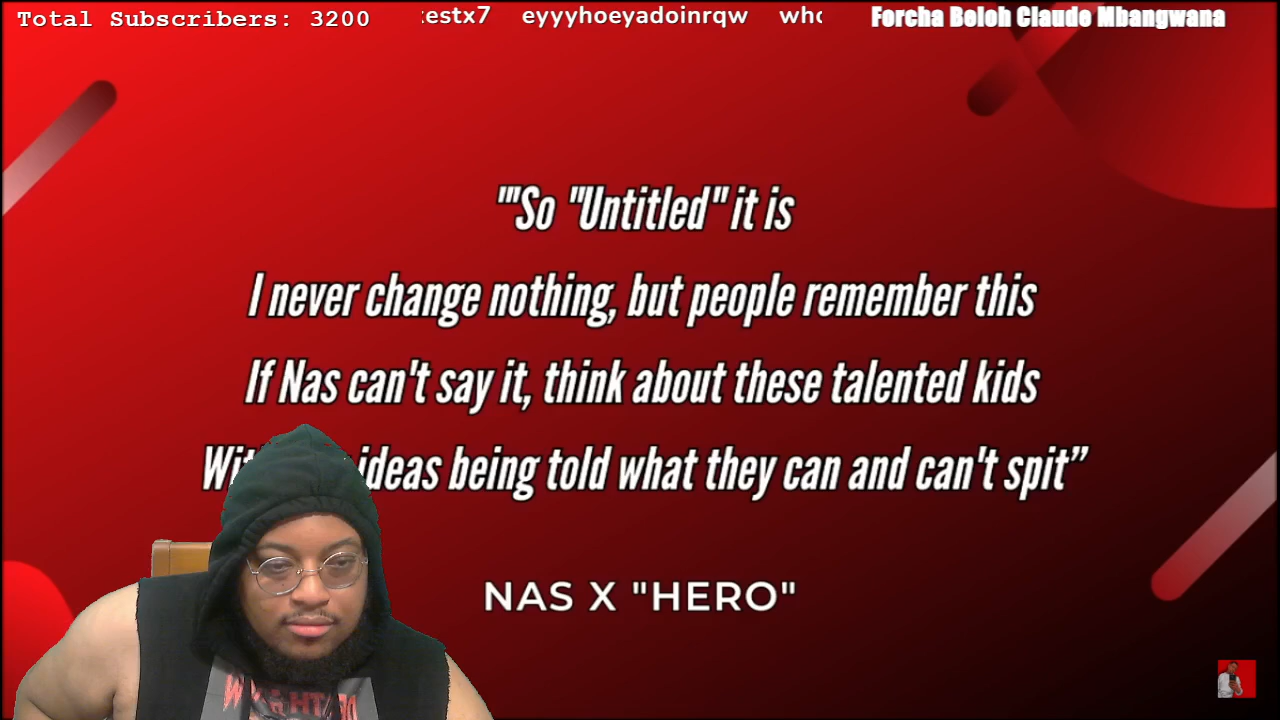 Total Subscribers: 3200
estx7 eyyyhoeyadoinrqw who
Forcha Beloh Claude Mbangwana
'"So "Untitled" it is
I never change nothing, but people remember this
If Nas can't say it, think about these talented kids
ideas being told what they can and can't spit”
NAS X "HERO"